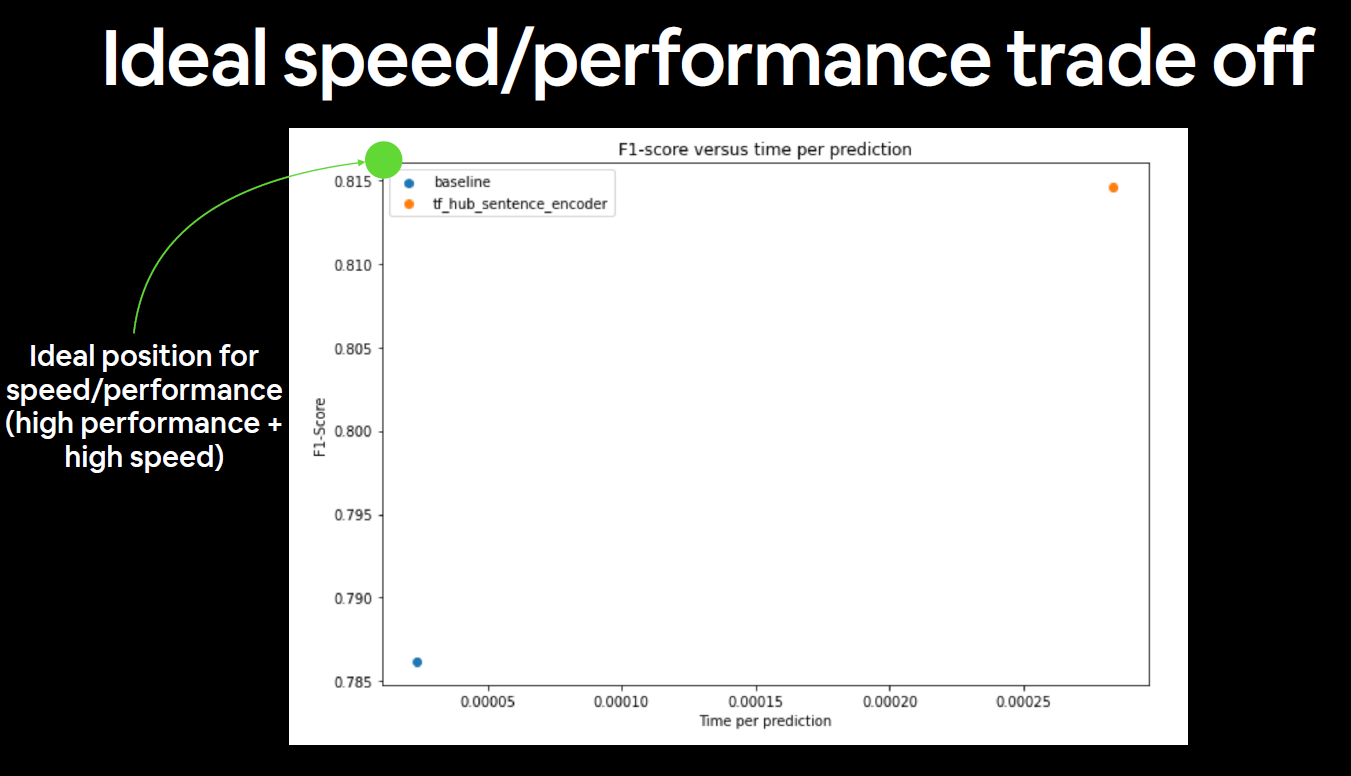 Ideal speed/performance trade off
F1-score versus time per prediction
baseline
tf_hub_sentence_encoder
0.815
0.810
0.805
0.800
0.795
0.790
0.785
F1-Score
0.00005
0.00010
0.00015
0.00020
0.00025
Time per prediction
Ideal position for
speed/performance
(high performance +
high speed)